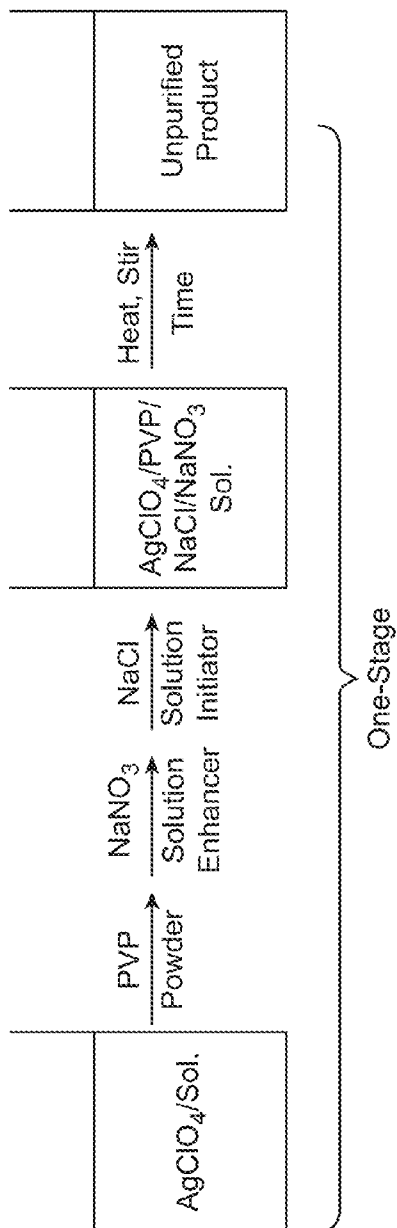 AgClO₄/Sol.
PVP
Powder
NaNO₃
Solution
Enhancer
NaCl
Solution
Initiator
AgClO₄/PVP/
NaCl/NaNO₃
Sol.
Heat, Stir
Time
Unpurified
Product
One-Stage